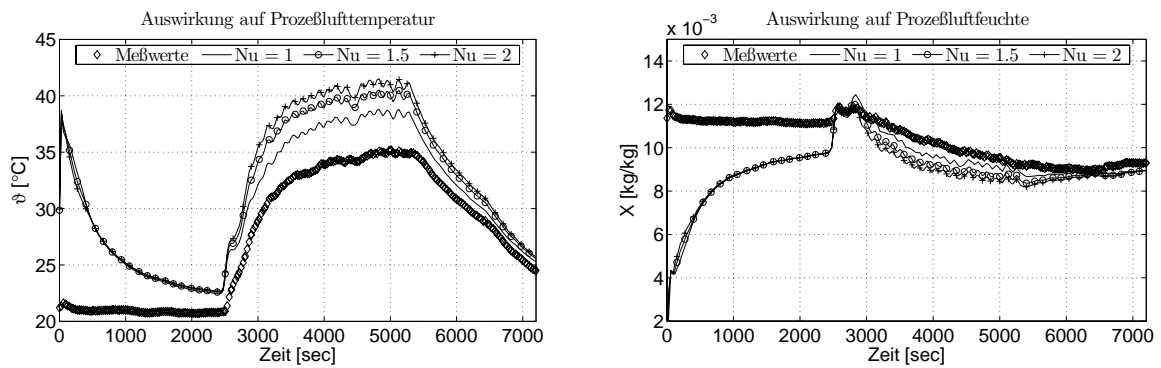 Auswirkung auf Prozeßlufttemperatur
45
40
35
30
25
20
ϑ [°C]
Meßwerte Nu = 1 Nu = 1.5 Nu = 2
0 1000 2000 3000 4000 5000 6000 7000
Zeit [sec]
Auswirkung auf Prozeßluftfeuchte
x 10⁻³
14
12
10
8
6
4
2
X [kg/kg]
Meßwerte Nu = 1 Nu = 1.5 Nu = 2
0 1000 2000 3000 4000 5000 6000 7000
Zeit [sec]